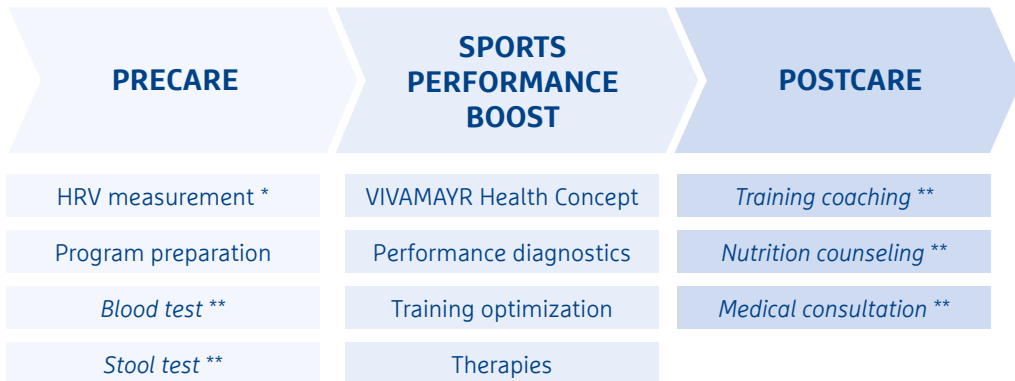 PRECARE
SPORTS
PERFORMANCE
BOOST
POSTCARE
HRV measurement *
VIVAMAYR Health Concept
Training coaching **
Program preparation
Performance diagnostics
Nutrition counseling **
Blood test **
Training optimization
Medical consultation **
Stool test **
Therapies